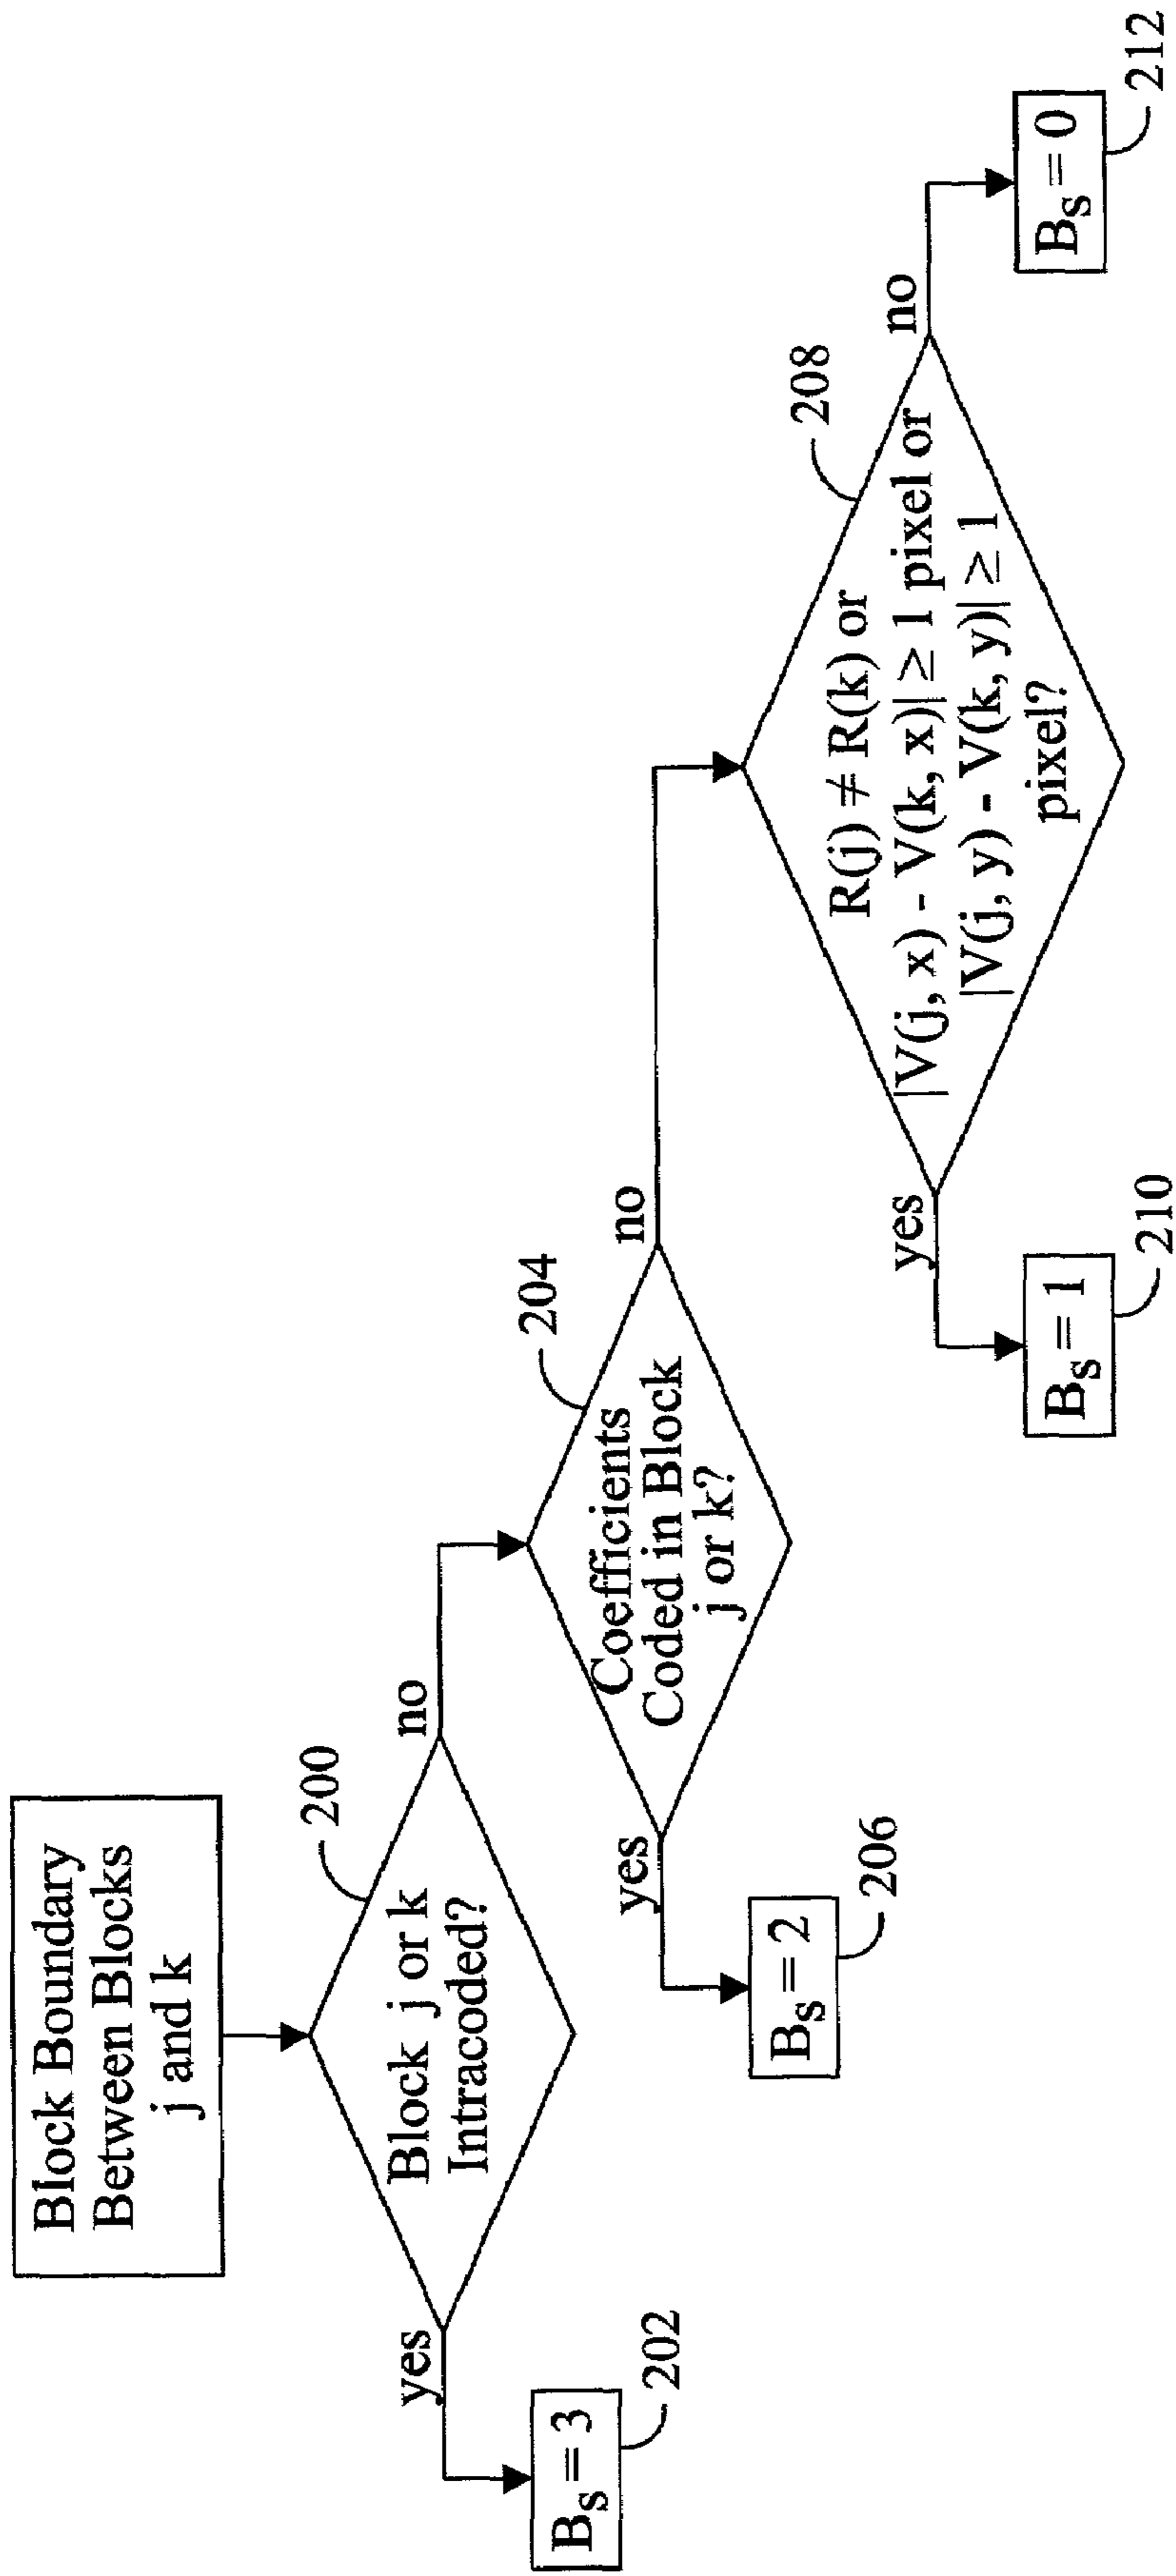 Block Boundary
Between Blocks
j and k
200
Block j or k
Intracoded?
yes
no
B_s = 3
202
204
Coefficients
Coded in Block
j or k?
yes
no
B_s = 2
206
208
R(j) ≠ R(k) or
|V(j, x) - V(k, x)| ≥ 1 pixel or
|V(j, y) - V(k, y)| ≥ 1
pixel?
yes
no
B_s = 1
210
B_s = 0
212